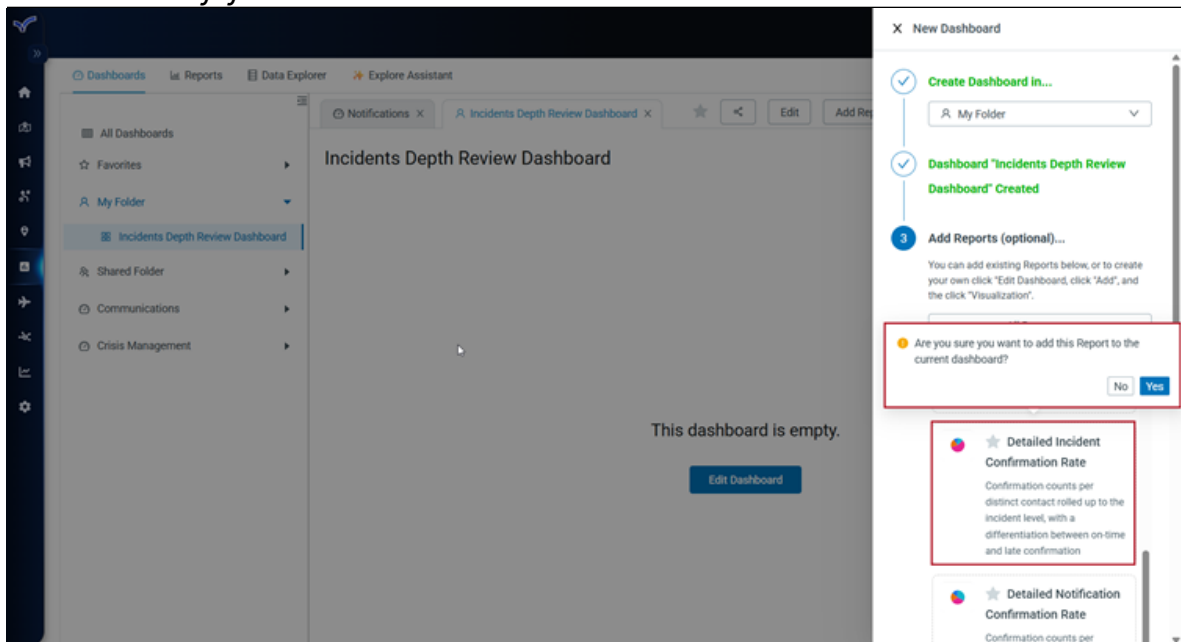 New Dashboard
Dashboards Reports Data Explorer Explore Assistant
Create Dashboard in...
My Folder
Notifications Incidents Depth Review Dashboard Edit Add Rep
All Dashboards
Favorites
My Folder
Incidents Depth Review Dashboard
Shared Folder
Communications
Crisis Management
Incidents Depth Review Dashboard
This dashboard is empty.
Edit Dashboard
Dashboard "Incidents Depth Review
Dashboard" Created
3 Add Reports (optional)...
You can add existing Reports below, or to create
your own click "Edit Dashboard, click "Add", and
the click "Visualization".
Are you sure you want to add this Report to the
current dashboard?
No Yes
Detailed Incident
Confirmation Rate
Confirmation counts per
distinct contact rolled up to the
incident level, with a
differentiation between on-time
and late confirmation
Detailed Notification
Confirmation Rate
Confirmation counts per